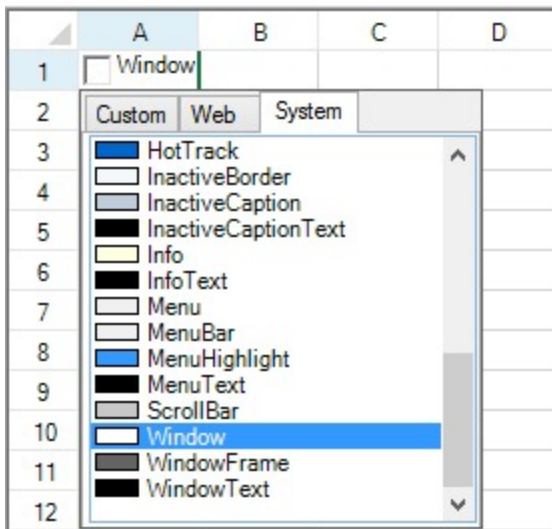 A B C D
1 Window
2 Custom Web System
3 HotTrack
InactiveBorder
4 InactiveCaption
5 InactiveCaptionText
Info
6 InfoText
7 Menu
MenuBar
8 MenuHighlight
9 MenuText
ScrollBar
10 Window
11 WindowFrame
WindowText
12